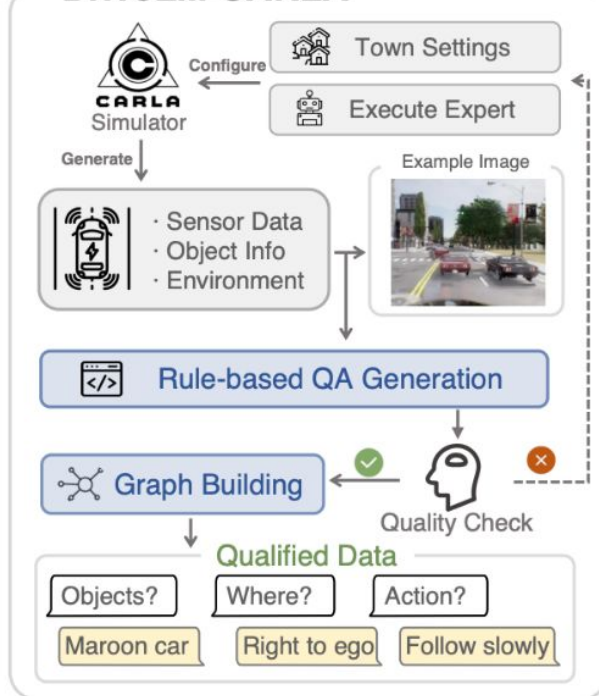 Town Settings
Configure
CARLA
Simulator
Execute Expert
Generate
Example Image
· Sensor Data
· Object Info
· Environment
</>
Rule-based QA Generation
Graph Building
Quality Check
Qualified Data
Objects?
Where?
Action?
Maroon car
Right to ego
Follow slowly